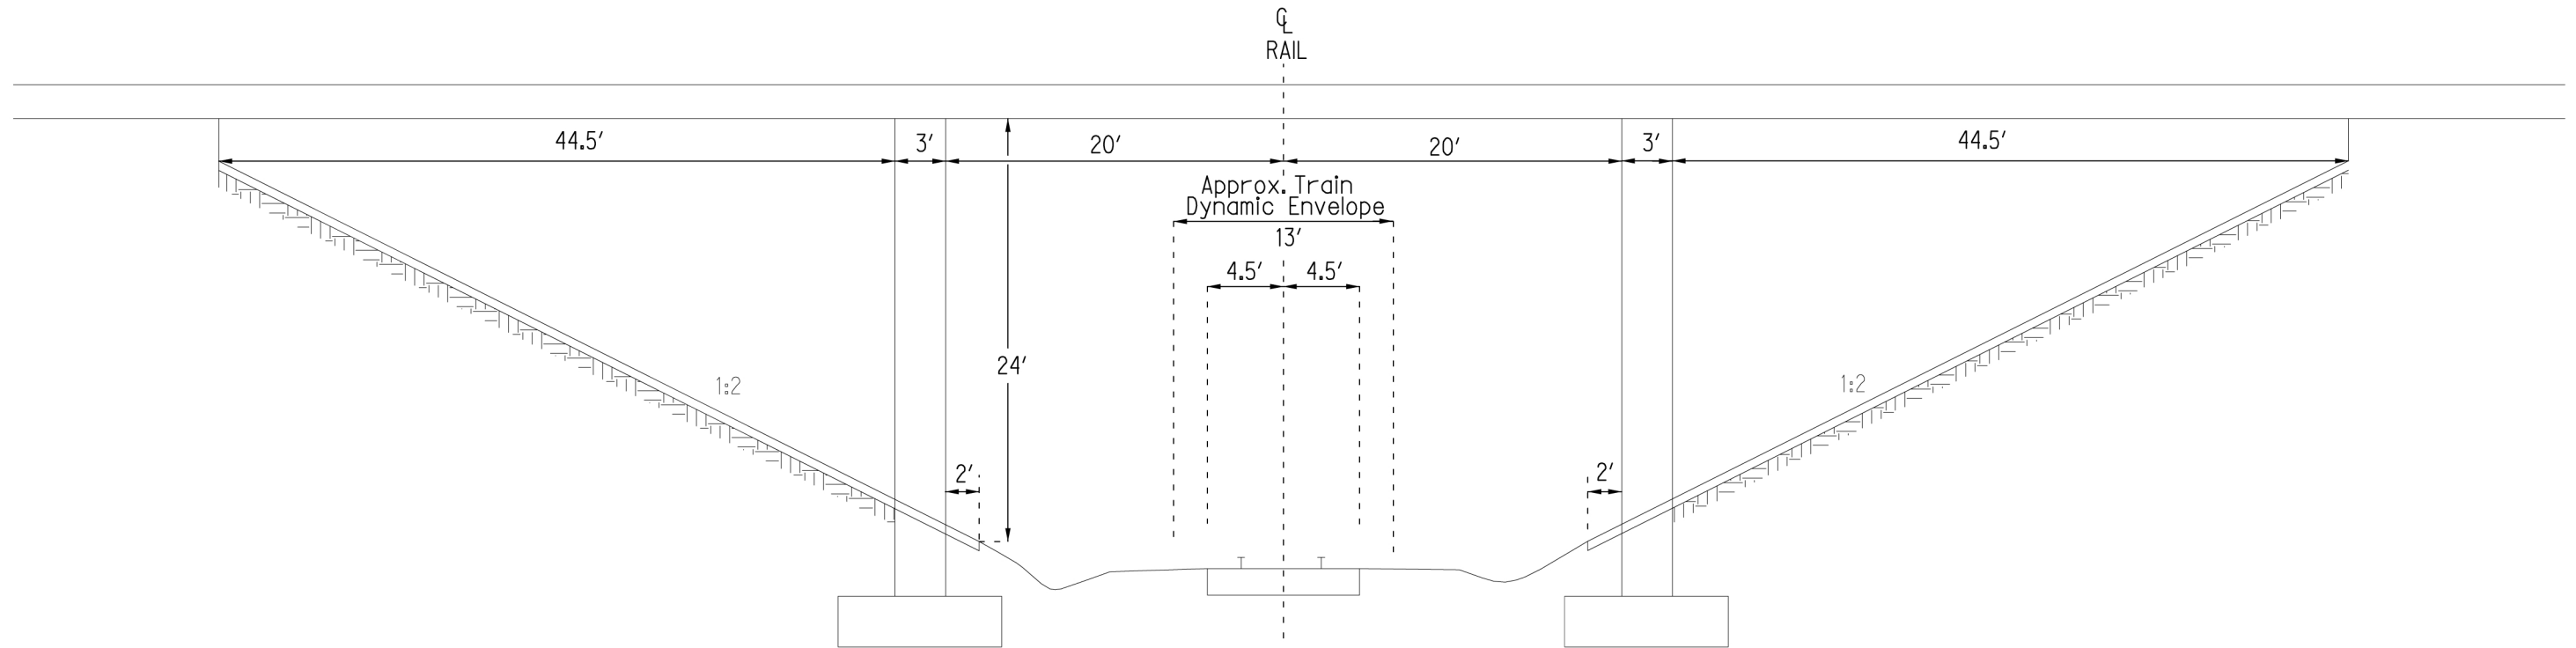 ℄
RAIL
44.5′ 3′ 20′ 20′ 3′ 44.5′
Approx. Train
Dynamic Envelope
13′
4.5′ 4.5′
24′
1:2 1:2
2′ 2′